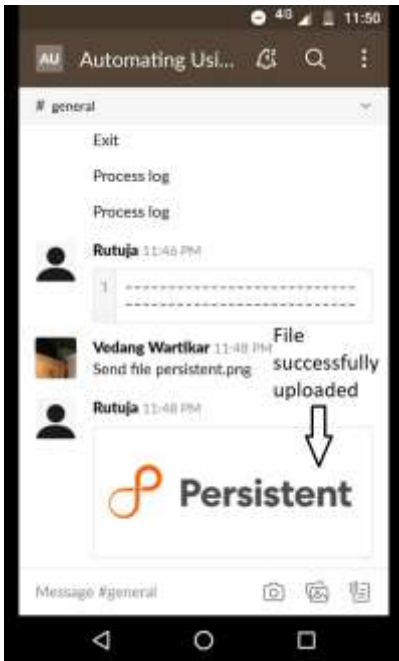 4G 11:50
AU Automating Usi...
# general
Exit
Process log
Process log
Rutuja 11:46 PM
1 ----------------------------
----------------------------
Vedang Wartikar 11:48 PM
Send file persistent.png
File
successfully
uploaded
Rutuja 11:48 PM
Persistent
Message #general